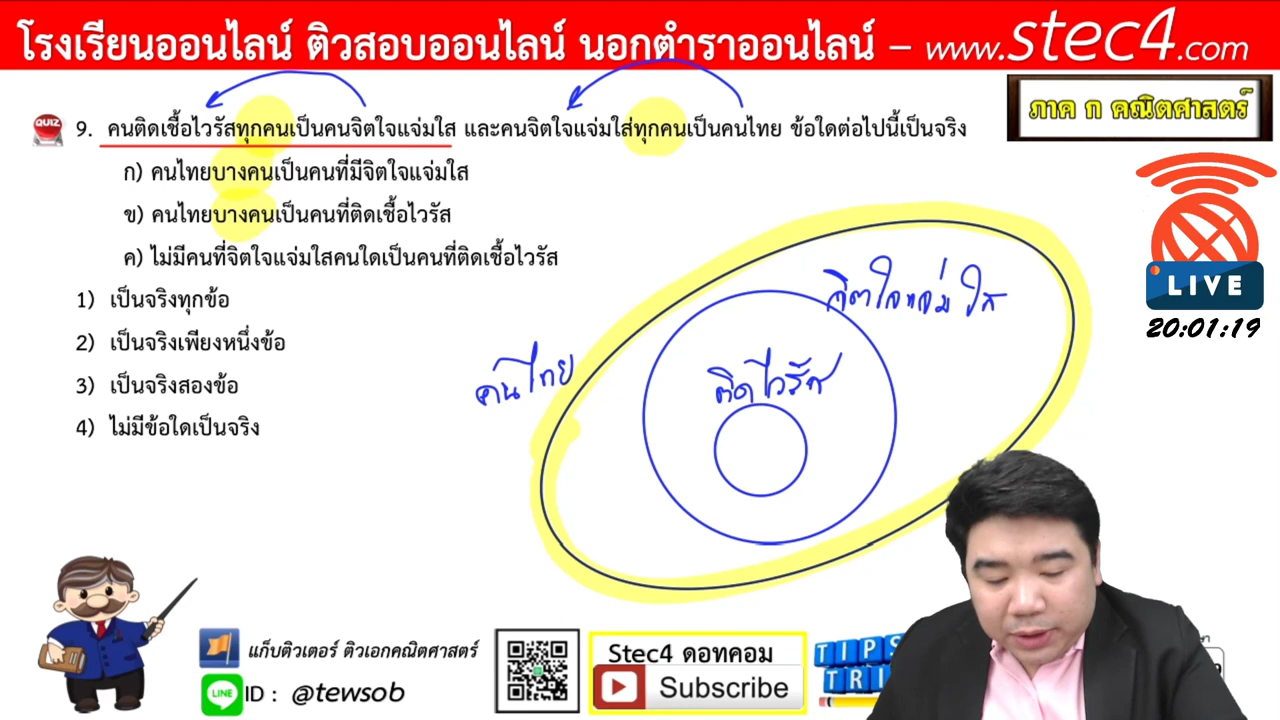 โรงเรียนออนไลน์ ติวสอบออนไลน์ นอกตำราออนไลน์ – www.stec4.com
ภาค ก คณิตศาสตร์
QUIZ
9. คนติดเชื้อไวรัสทุกคนเป็นคนจิตใจแจ่มใส และคนจิตใจแจ่มใสทุกคนเป็นคนไทย ข้อใดต่อไปนี้เป็นจริง
ก) คนไทยบางคนเป็นคนที่มีจิตใจแจ่มใส
ข) คนไทยบางคนเป็นคนที่ติดเชื้อไวรัส
ค) ไม่มีคนที่จิตใจแจ่มใสคนใดเป็นคนที่ติดเชื้อไวรัส
1) เป็นจริงทุกข้อ
2) เป็นจริงเพียงหนึ่งข้อ
3) เป็นจริงสองข้อ
4) ไม่มีข้อใดเป็นจริง
LIVE
20:01:19
จิตใจแจ่มใส
คนไทย
ติดไวรัส
แก็บติวเตอร์ ติวเอกคณิตศาสตร์
LINE ID : @tewsob
Stec4 ดอทคอม
Subscribe
TIPS
TRI